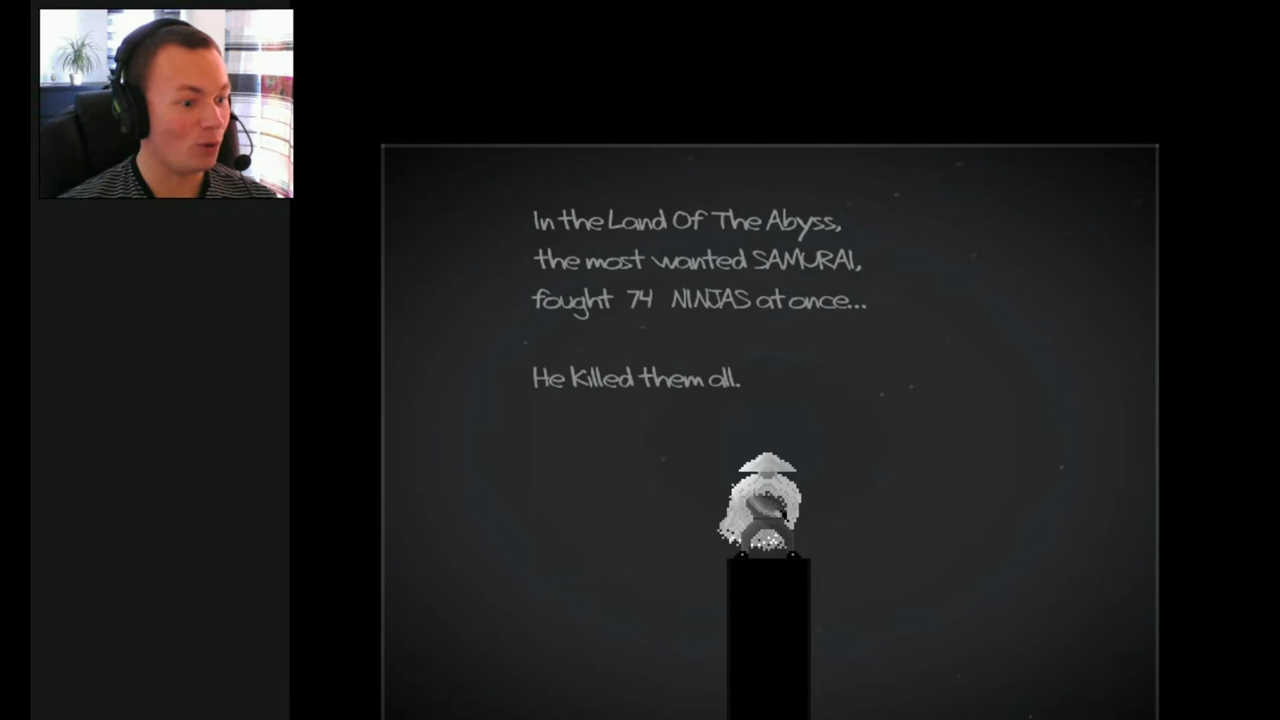 In the Land Of The Abyss,
the most wanted SAMURAI,
fought 74 NINJAS at once...
He killed them all.